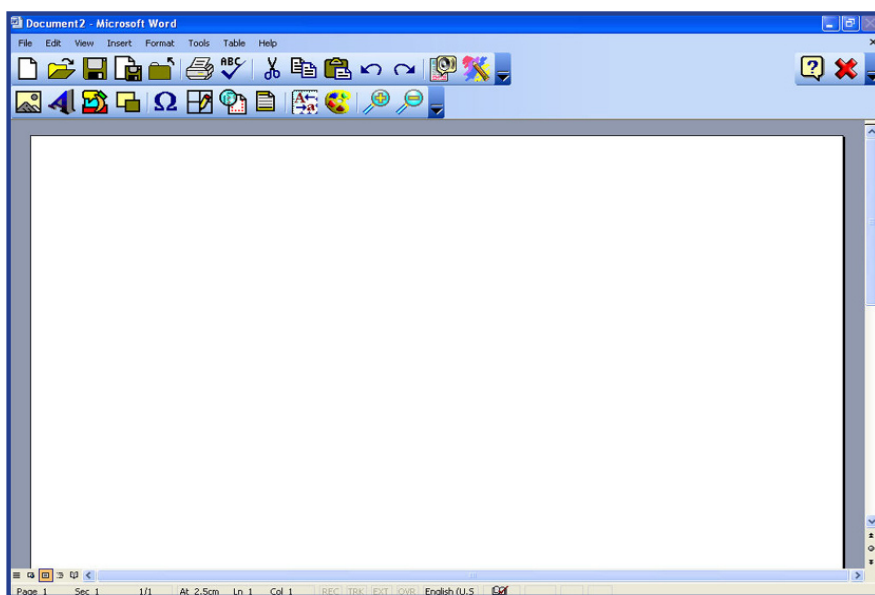 Document2 - Microsoft Word
File Edit View Insert Format Tools Table Help
ABC
Page 1 Sec 1 1/1 At 2.5cm Ln 1 Col 1 REC TRK EXT OVR English (U.S